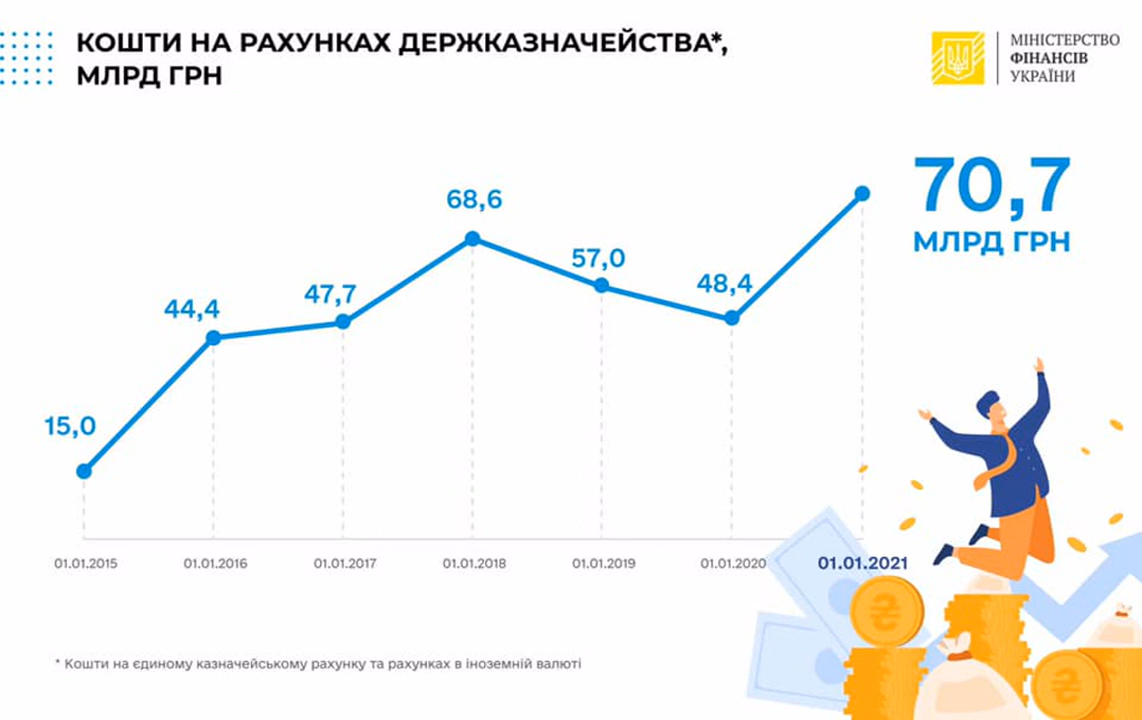 КОШТИ НА РАХУНКАХ ДЕРЖКАЗНАЧЕЙСТВА*,
МЛРД ГРН
МІНІСТЕРСТВО
ФІНАНСІВ
УКРАЇНИ
70,7
МЛРД ГРН
68,6
57,0
48,4
47,7
44,4
15,0
01.01.2015 01.01.2016 01.01.2017 01.01.2018 01.01.2019 01.01.2020 01.01.2021
* Кошти на єдиному казначейському рахунку та рахунках в іноземній валюті
₴
₴